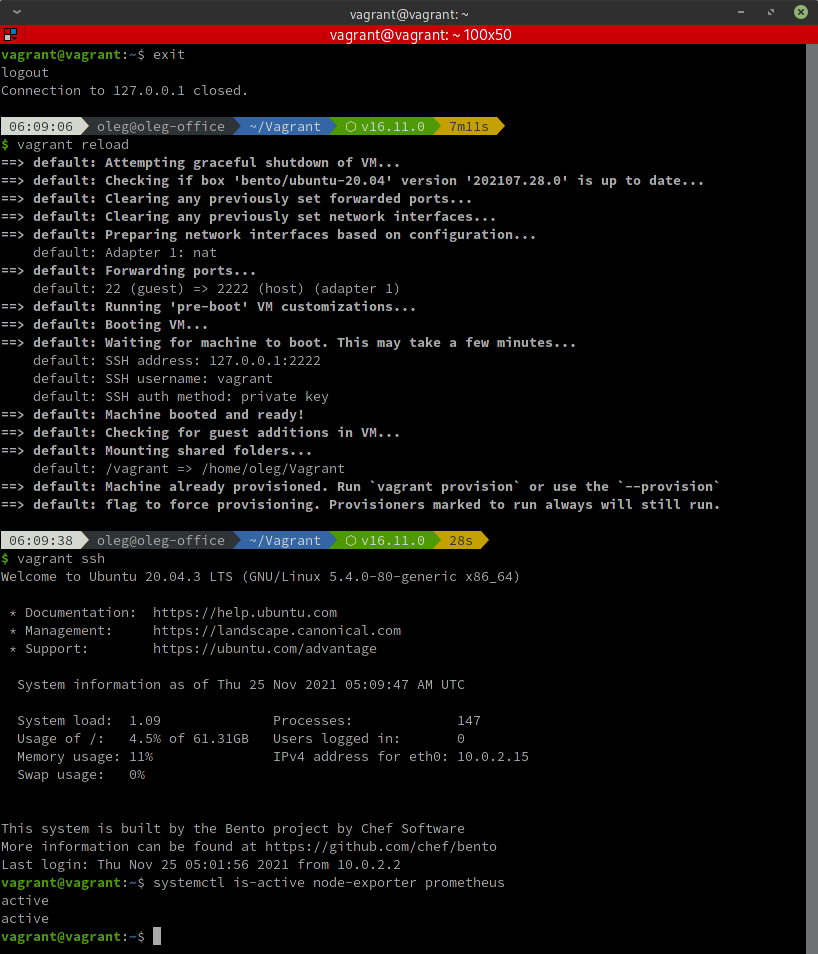 vagrant@vagrant: ~
vagrant@vagrant: ~ 100x50
vagrant@vagrant:~$ exit
logout
Connection to 127.0.0.1 closed.
06:09:06 oleg@oleg-office ~/Vagrant ⬡ v16.11.0 7m11s
$ vagrant reload
==> default: Attempting graceful shutdown of VM...
==> default: Checking if box 'bento/ubuntu-20.04' version '202107.28.0' is up to date...
==> default: Clearing any previously set forwarded ports...
==> default: Clearing any previously set network interfaces...
==> default: Preparing network interfaces based on configuration...
    default: Adapter 1: nat
==> default: Forwarding ports...
    default: 22 (guest) => 2222 (host) (adapter 1)
==> default: Running 'pre-boot' VM customizations...
==> default: Booting VM...
==> default: Waiting for machine to boot. This may take a few minutes...
    default: SSH address: 127.0.0.1:2222
    default: SSH username: vagrant
    default: SSH auth method: private key
==> default: Machine booted and ready!
==> default: Checking for guest additions in VM...
==> default: Mounting shared folders...
    default: /vagrant => /home/oleg/Vagrant
==> default: Machine already provisioned. Run `vagrant provision` or use the `--provision`
==> default: flag to force provisioning. Provisioners marked to run always will still run.
06:09:38 oleg@oleg-office ~/Vagrant ⬡ v16.11.0 28s
$ vagrant ssh
Welcome to Ubuntu 20.04.3 LTS (GNU/Linux 5.4.0-80-generic x86_64)
 * Documentation:  https://help.ubuntu.com
 * Management:     https://landscape.canonical.com
 * Support:        https://ubuntu.com/advantage
  System information as of Thu 25 Nov 2021 05:09:47 AM UTC
  System load:  1.09              Processes:             147
  Usage of /:   4.5% of 61.31GB   Users logged in:       0
  Memory usage: 11%               IPv4 address for eth0: 10.0.2.15
  Swap usage:   0%
This system is built by the Bento project by Chef Software
More information can be found at https://github.com/chef/bento
Last login: Thu Nov 25 05:01:56 2021 from 10.0.2.2
vagrant@vagrant:~$ systemctl is-active node-exporter prometheus
active
active
vagrant@vagrant:~$